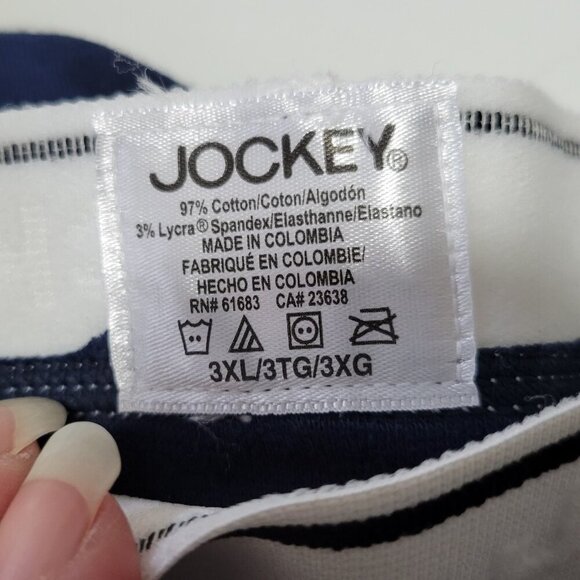 JOCKEY®
97% Cotton/Coton/Algodón
3% Lycra® Spandex/Elasthanne/Elastano
MADE IN COLOMBIA
FABRIQUÉ EN COLOMBIE/
HECHO EN COLOMBIA
RN# 61683 CA# 23638
3XL/3TG/3XG